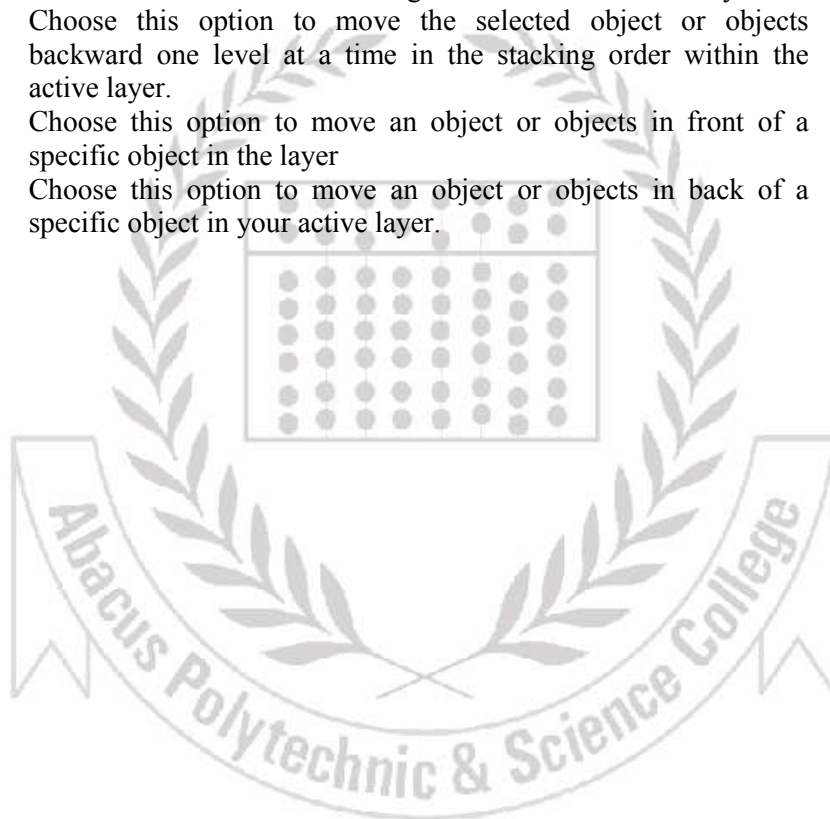 Choose this option to move the selected object or objects
backward one level at a time in the stacking order within the
active layer.
Choose this option to move an object or objects in front of a
specific object in the layer
Choose this option to move an object or objects in back of a
specific object in your active layer.
Abacus Polytechnic & Science College